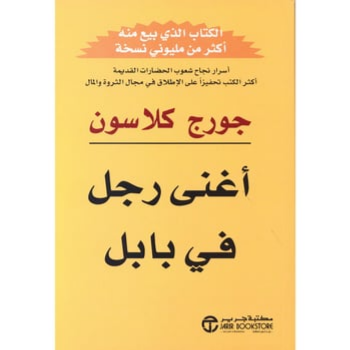 الكتاب الذي بيع منه
أكثر من مليوني نسخة
أسرار نجاح شعوب الحضارات القديمة
أكثر الكتب تحفيزاً على الإطلاق في مجال الثروة والمال
جورج كلاسون
أغنى رجل
في بابل
مكتبة جرير
JARIR BOOKSTORE